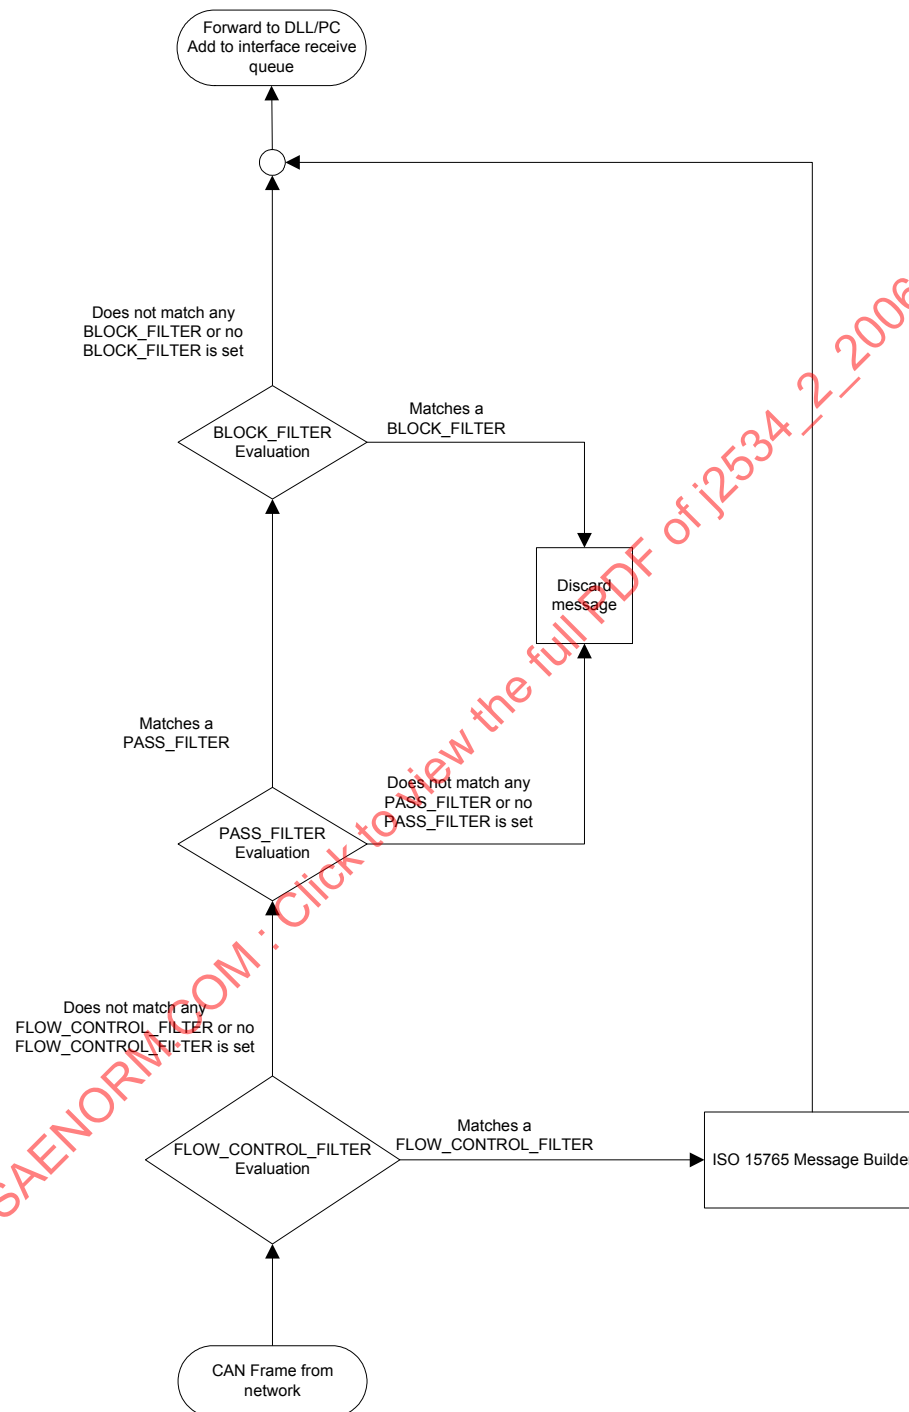 Forward to DLL/PC
Add to interface receive
queue
Does not match any
BLOCK_FILTER or no
BLOCK_FILTER is set
BLOCK_FILTER
Evaluation
Matches a
BLOCK_FILTER
Discard
message
Matches a
PASS_FILTER
Does not match any
PASS_FILTER or no
PASS_FILTER is set
PASS_FILTER
Evaluation
Does not match any
FLOW_CONTROL_FILTER or no
FLOW_CONTROL_FILTER is set
FLOW_CONTROL_FILTER
Evaluation
Matches a
FLOW_CONTROL_FILTER
ISO 15765 Message Builde
CAN Frame from
network
SAENORM.COM : Click to view the full PDF of j2534_2_2006